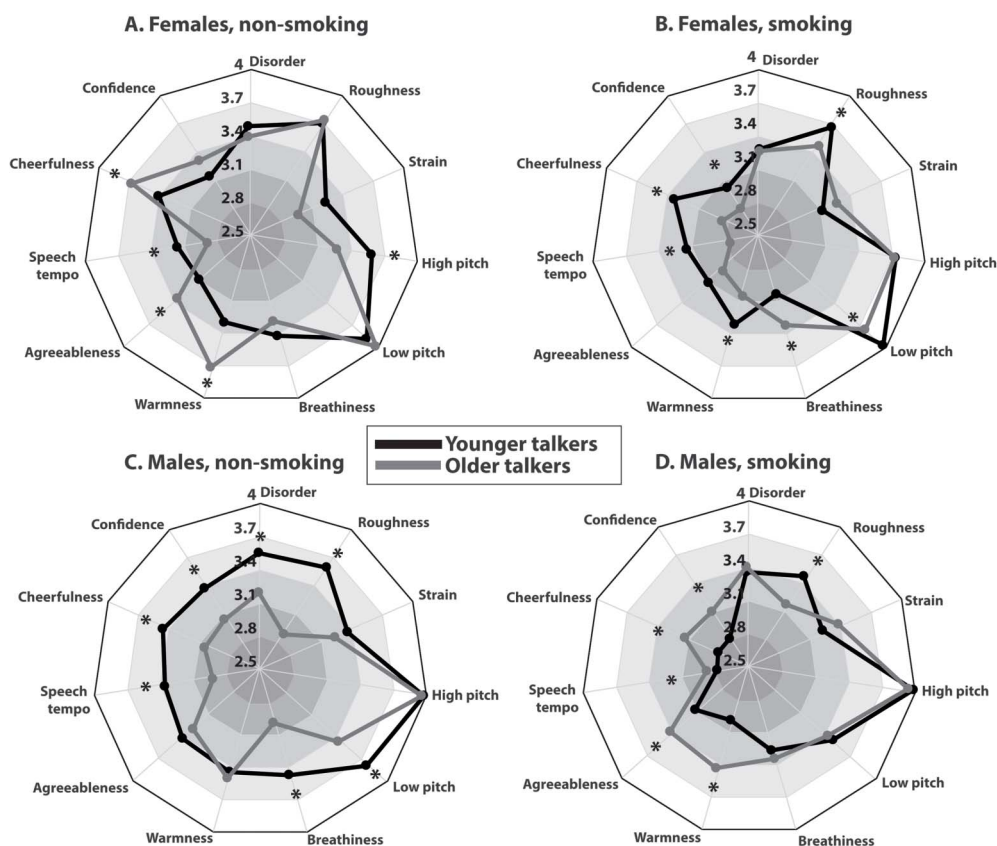 A. Females, non-smoking
Disorder
Roughness
Strain
High pitch
Low pitch
Breathiness
Warmness
Agreeableness
Speech
tempo
Cheerfulness
Confidence
4
3.7
3.4
3.1
2.8
2.5
*
*
*
*
*
B. Females, smoking
Disorder
Roughness
Strain
High pitch
Low pitch
Breathiness
Warmness
Agreeableness
Speech
tempo
Cheerfulness
Confidence
4
3.7
3.4
3.2
2.8
2.5
*
*
*
*
*
*
*
Younger talkers
Older talkers
C. Males, non-smoking
Disorder
Roughness
Strain
High pitch
Low pitch
Breathiness
Warmness
Agreeableness
Speech
tempo
Cheerfulness
Confidence
4
3.7
3.4
3.1
2.8
2.5
*
*
*
*
*
*
*
D. Males, smoking
Disorder
Roughness
Strain
High pitch
Low pitch
Breathiness
Warmness
Agreeableness
Speech
tempo
Cheerfulness
Confidence
4
3.7
3.4
3.1
2.8
2.5
*
*
*
*
*
*